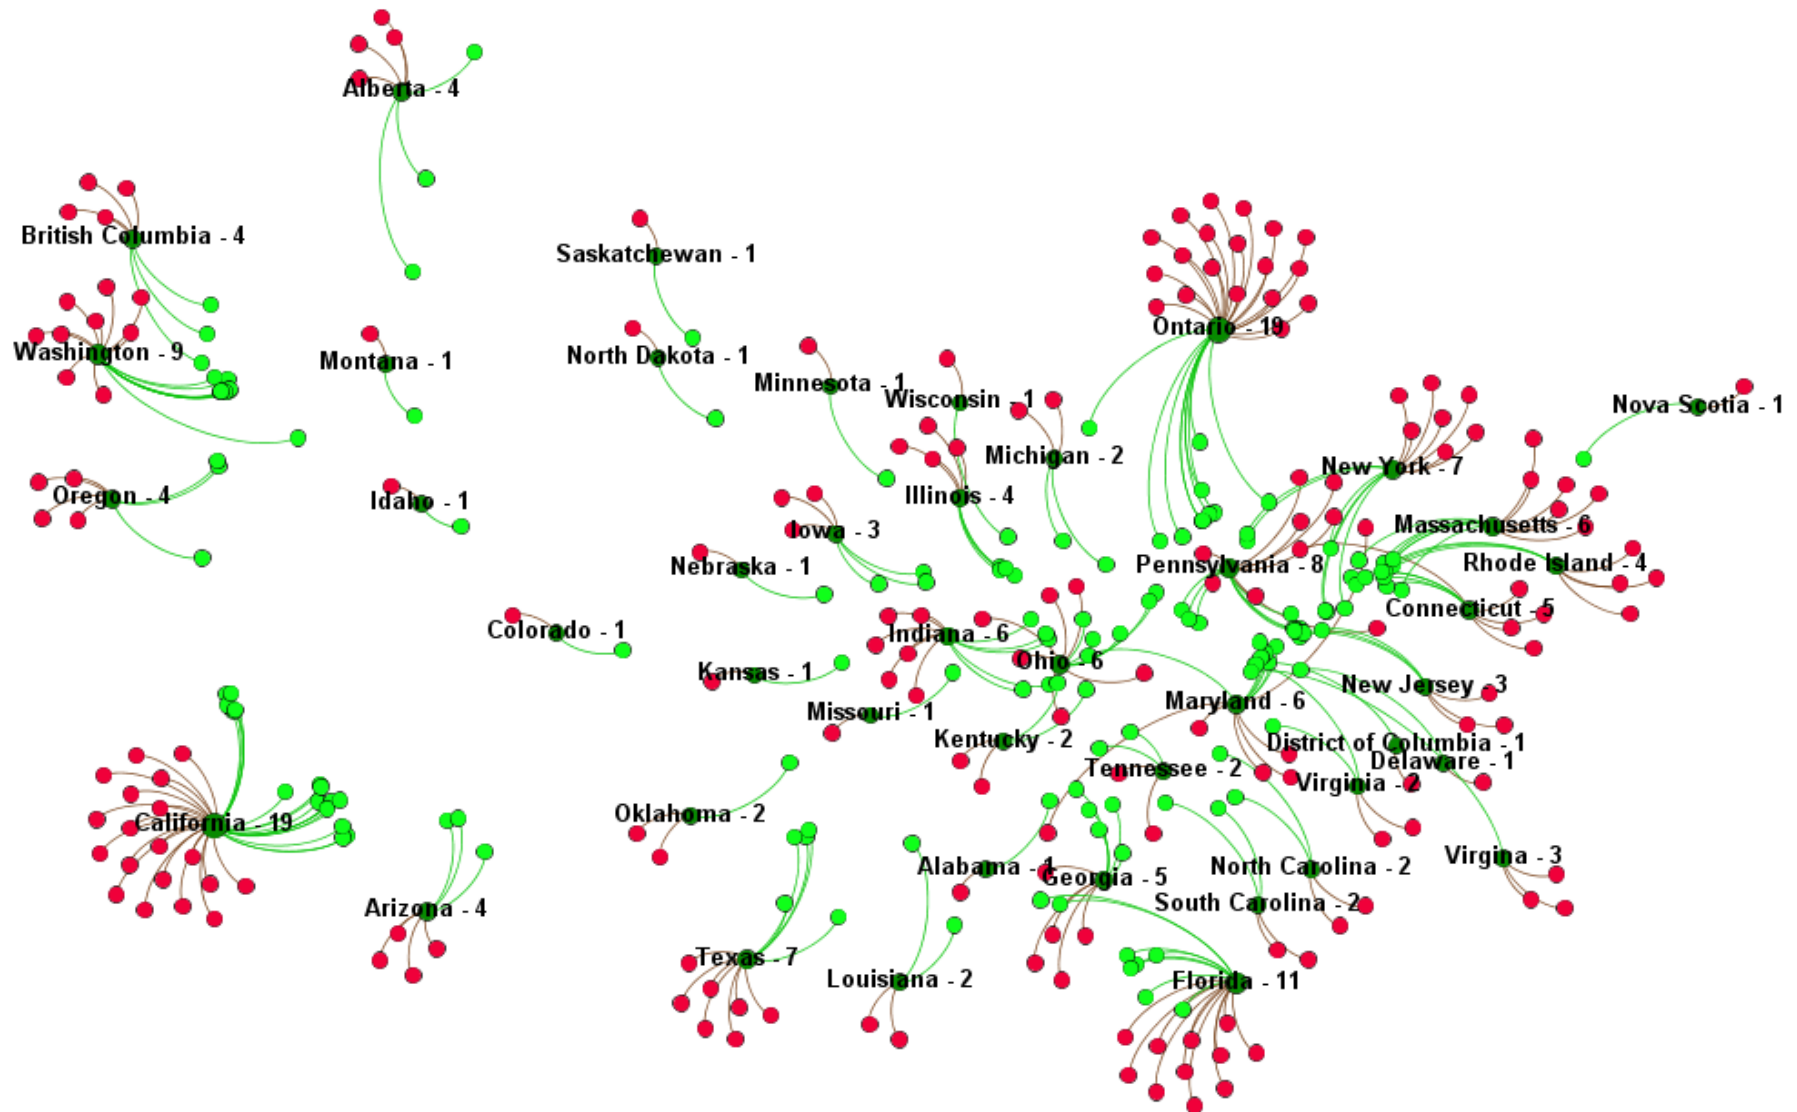 Alberta - 4
British Columbia - 4
Saskatchewan - 1
Ontario - 19
Washington - 9
Montana - 1
North Dakota - 1
Minnesota - 1
Wisconsin - 1
Nova Scotia - 1
Michigan - 2
New York - 7
Oregon - 4
Idaho - 1
Illinois - 4
Iowa - 3
Massachusetts - 6
Nebraska - 1
Pennsylvania - 8
Rhode Island - 4
Connecticut - 5
Colorado - 1
Indiana - 6
Ohio - 6
Kansas - 1
New Jersey - 3
Maryland - 6
Missouri - 1
Kentucky - 2
District of Columbia - 1
Delaware - 1
Tennessee - 2
Virginia - 2
Oklahoma - 2
California - 19
Alabama - 1
Georgia - 5
North Carolina - 2
Virgina - 3
South Carolina - 2
Arizona - 4
Texas - 7
Louisiana - 2
Florida - 11